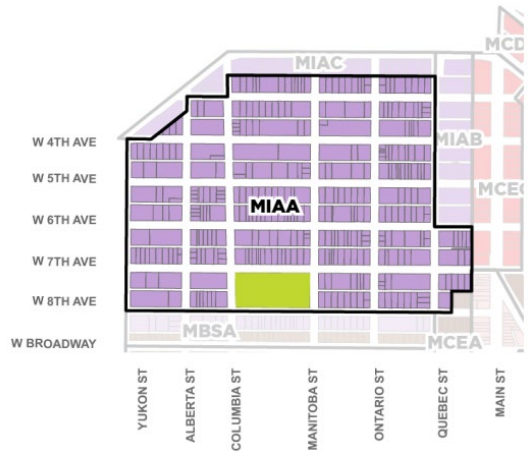 MCD
MIAC
MIAB
W 4TH AVE
W 5TH AVE
MCEC
MIAA
W 6TH AVE
W 7TH AVE
W 8TH AVE
MBSA
MCEA
W BROADWAY
YUKON ST
ALBERTA ST
COLUMBIA ST
MANITOBA ST
ONTARIO ST
QUEBEC ST
MAIN ST